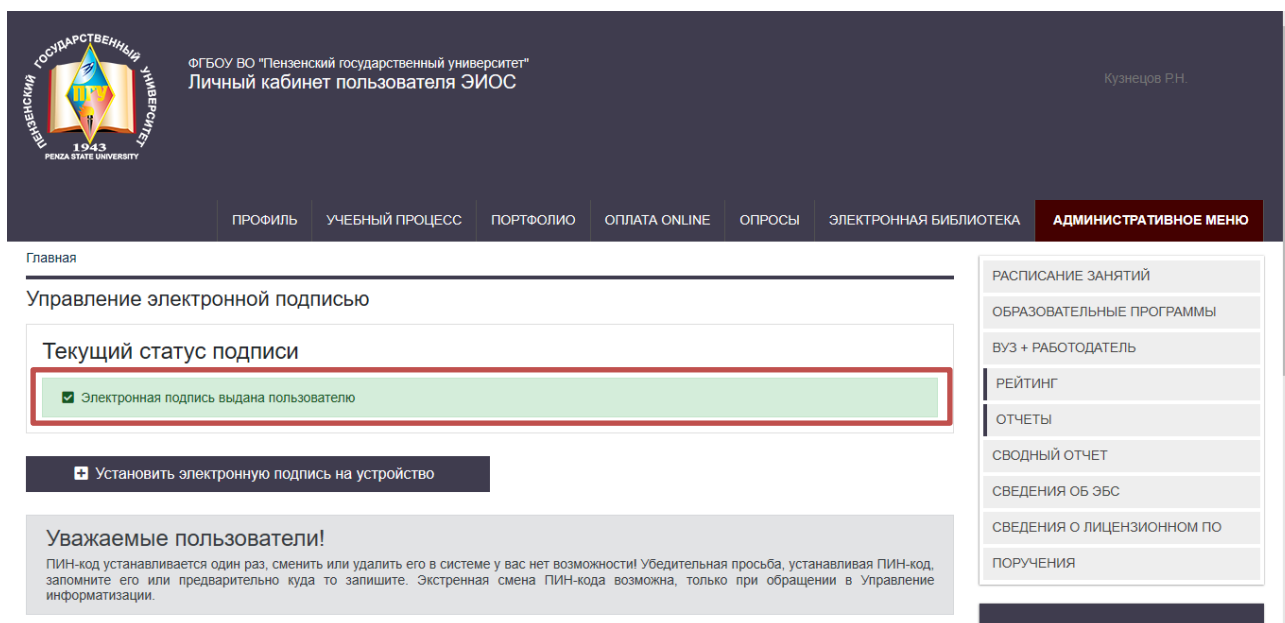 ПЕНЗЕНСКИЙ ГОСУДАРСТВЕННЫЙ УНИВЕРСИТЕТ
ПГУ
1943
PENZA STATE UNIVERSITY
ФГБОУ ВО "Пензенский государственный университет"
Личный кабинет пользователя ЭИОС
Кузнецов Р.Н.
ПРОФИЛЬ
УЧЕБНЫЙ ПРОЦЕСС
ПОРТФОЛИО
ОПЛАТА ONLINE
ОПРОСЫ
ЭЛЕКТРОННАЯ БИБЛИОТЕКА
АДМИНИСТРАТИВНОЕ МЕНЮ
Главная
Управление электронной подписью
Текущий статус подписи
Электронная подпись выдана пользователю
Установить электронную подпись на устройство
Уважаемые пользователи!
ПИН-код устанавливается один раз, сменить или удалить его в системе у вас нет возможности! Убедительная просьба, устанавливая ПИН-код,
запомните его или предварительно куда то запишите. Экстренная смена ПИН-кода возможна, только при обращении в Управление
информатизации.
РАСПИСАНИЕ ЗАНЯТИЙ
ОБРАЗОВАТЕЛЬНЫЕ ПРОГРАММЫ
ВУЗ + РАБОТОДАТЕЛЬ
РЕЙТИНГ
ОТЧЕТЫ
СВОДНЫЙ ОТЧЕТ
СВЕДЕНИЯ ОБ ЭБС
СВЕДЕНИЯ О ЛИЦЕНЗИОННОМ ПО
ПОРУЧЕНИЯ